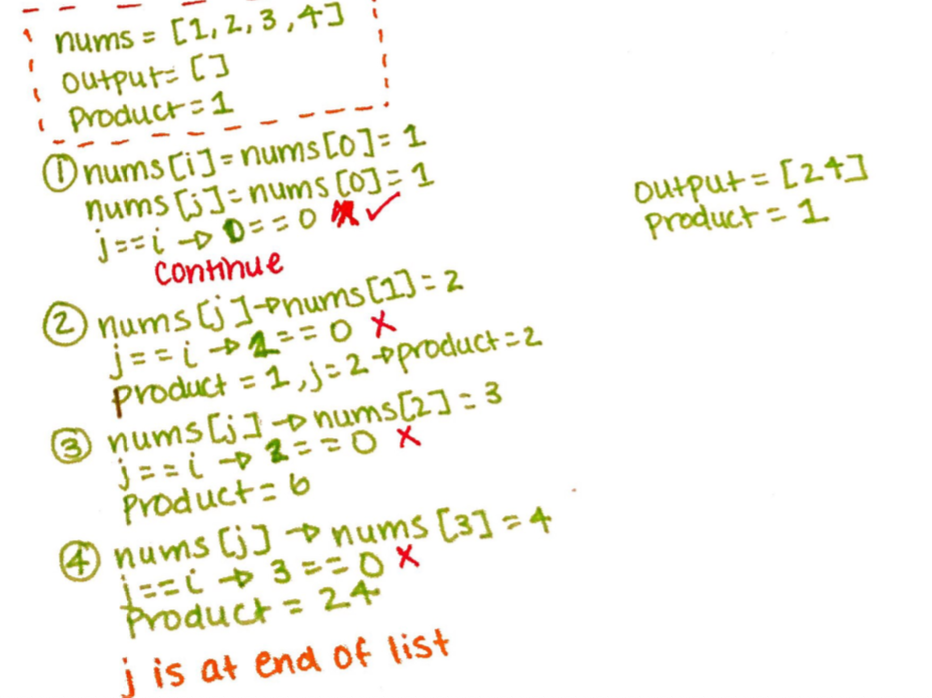 nums = [1, 2, 3, 4]
output = []
Product = 1
① nums[i] = nums[0] = 1
nums[j] = nums[0] = 1
j == i → 0 == 0 ✓
continue
② nums[j] → nums[1] = 2
j == i → 1 == 0 x
product = 1, j = 2 → product = 2
③ nums[j] → nums[2] = 3
j == i → 2 == 0 x
Product = 6
④ nums[j] → nums[3] = 4
j == i → 3 == 0 x
Product = 24
j is at end of list
output = [24]
Product = 1